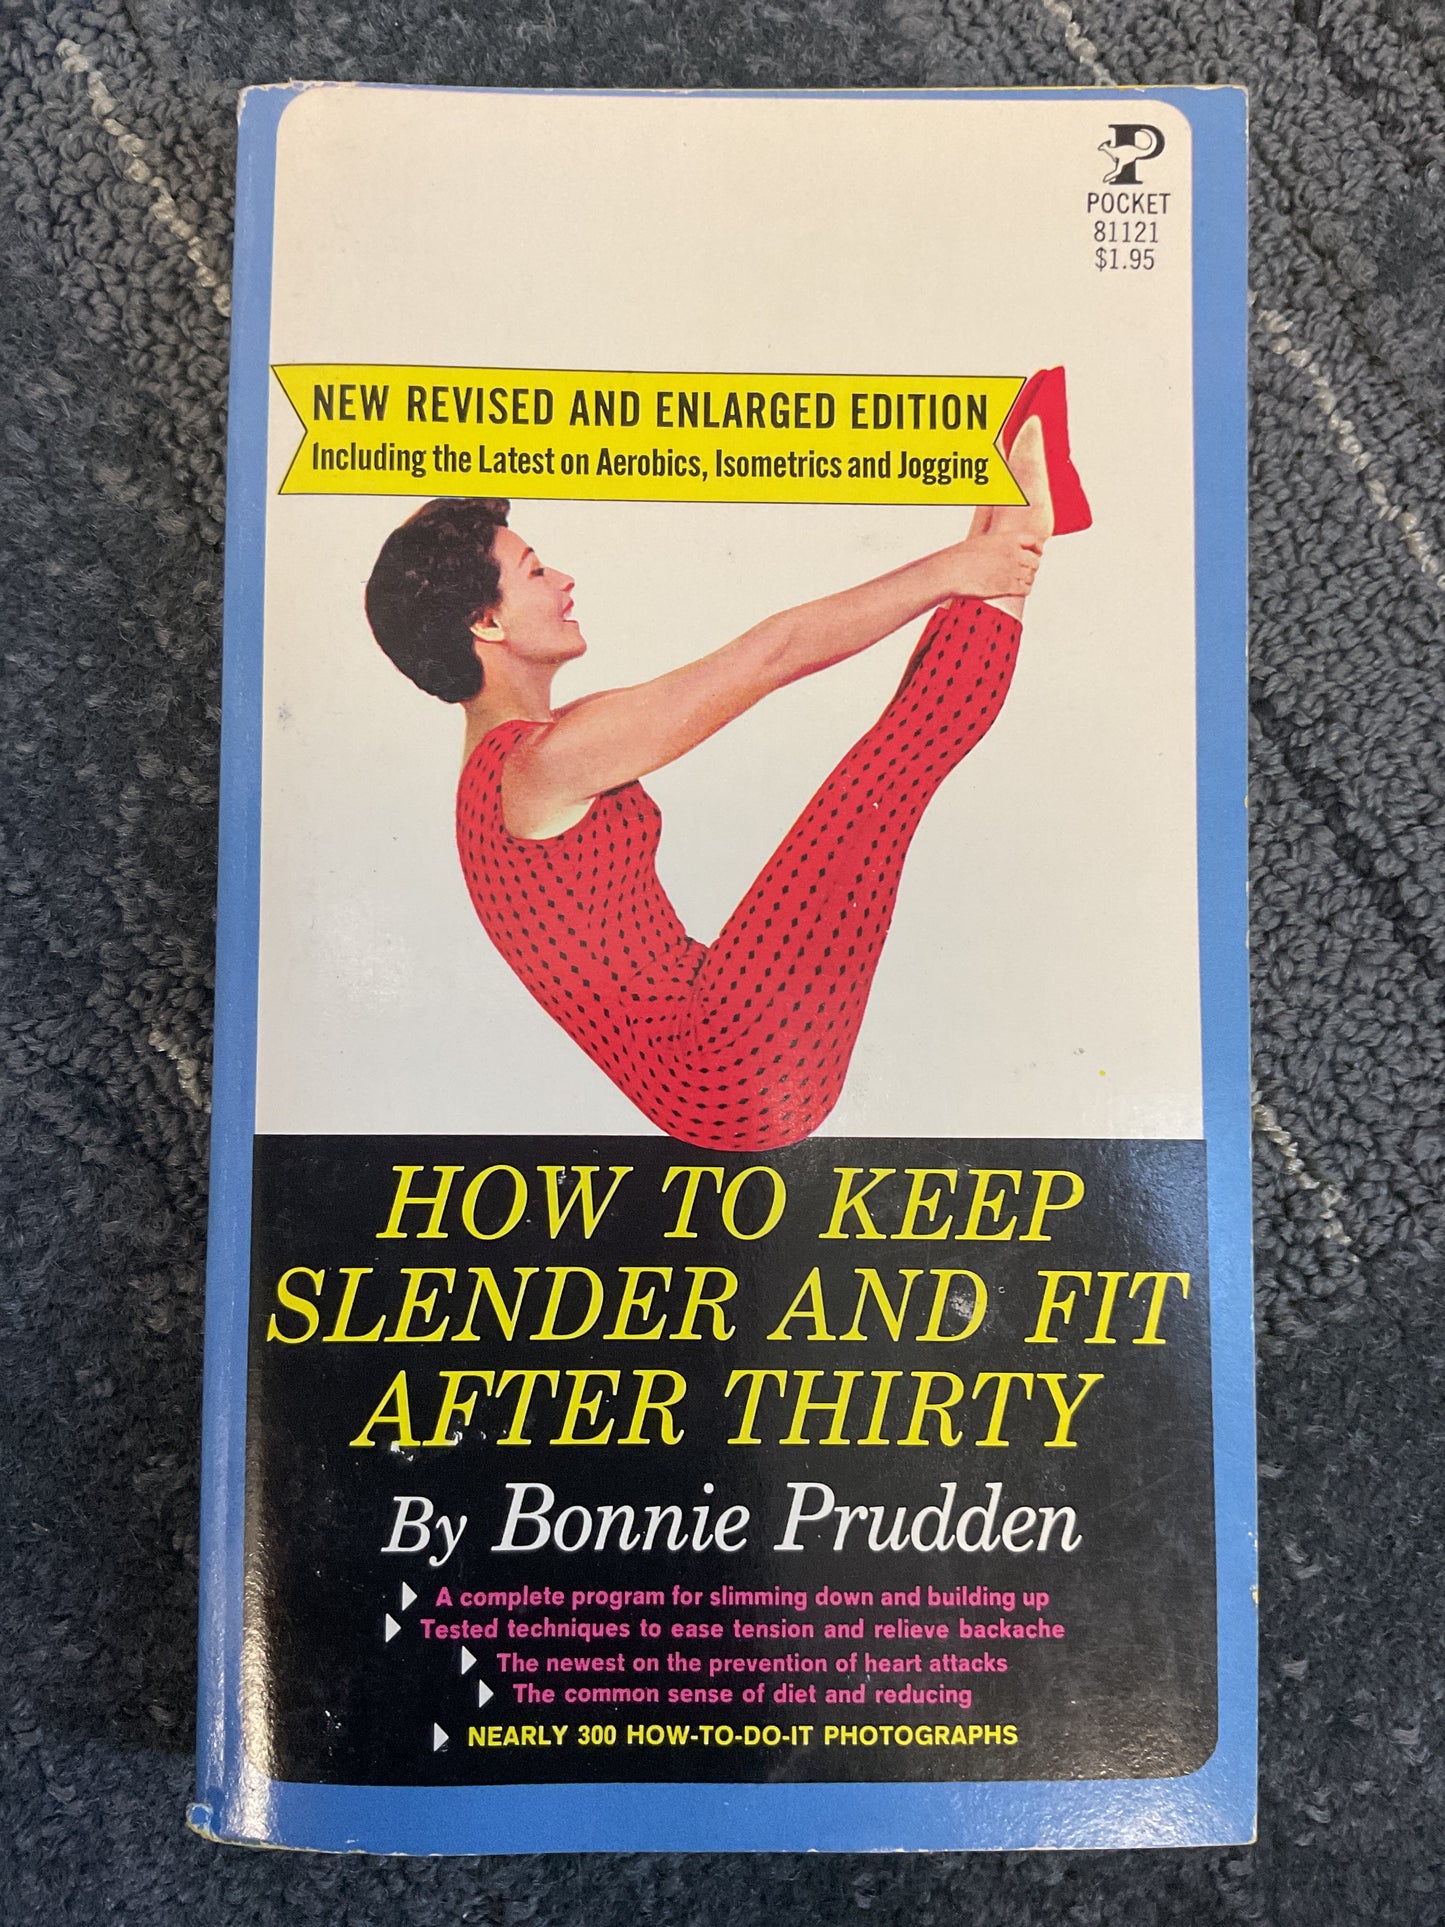 P
POCKET
81121
$1.95
NEW REVISED AND ENLARGED EDITION
Including the Latest on Aerobics, Isometrics and Jogging
HOW TO KEEP
SLENDER AND FIT
AFTER THIRTY
By Bonnie Prudden
A complete program for slimming down and building up
Tested techniques to ease tension and relieve backache
The newest on the prevention of heart attacks
The common sense of diet and reducing
NEARLY 300 HOW-TO-DO-IT PHOTOGRAPHS